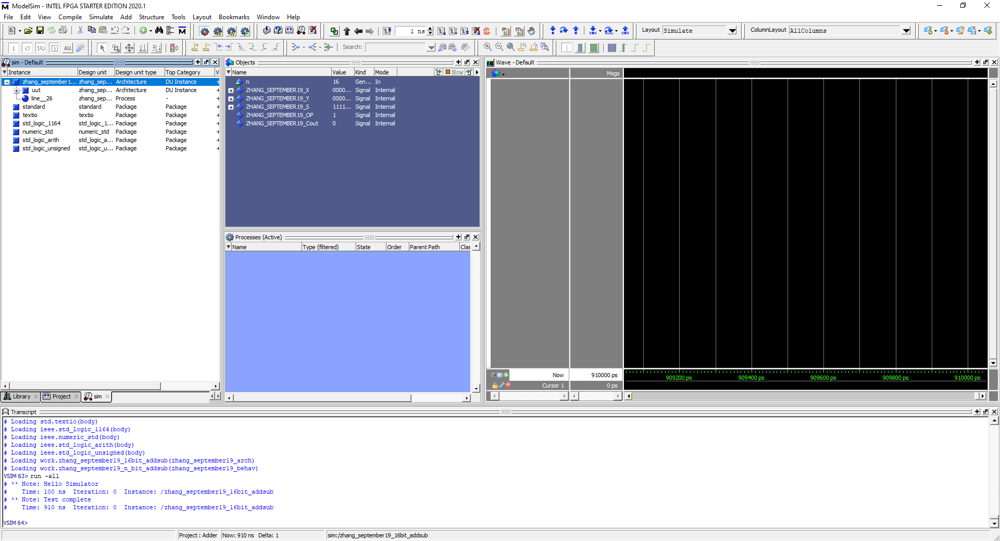 ModelSim - INTEL FPGA STARTER EDITION 2020.1
File Edit View Compile Simulate Add Structure Tools Layout Bookmarks Window Help
1 ns
Layout Simulate
ColumnLayout AllColumns
Search:
sim - Default
Instance Design unit Design unit type Top Category
zhang_september1... zhang_sep... Architecture DU Instance
uut zhang_sep... Architecture DU Instance
line__26 zhang_sep... Process -
standard standard Package Package
textio textio Package Package
std_logic_1164 std_logic_1... Package Package
numeric_std numeric_std Package Package
std_logic_arith std_logic_a... Package Package
std_logic_unsigned std_logic_u... Package Package
Library Project sim
Objects
Name Value Kind Mode Now
n 16 Gen... In
ZHANG_SEPTEMBER19_X 0000... Signal Internal
ZHANG_SEPTEMBER19_Y 0000... Signal Internal
ZHANG_SEPTEMBER19_S 1111... Signal Internal
ZHANG_SEPTEMBER19_OP 1 Signal Internal
ZHANG_SEPTEMBER19_Cout 0 Signal Internal
Processes (Active)
Name Type (filtered) State Order Parent Path Clas
Wave - Default
Msgs
Now 910000 ps
Cursor 1 0 ps
909200 ps 909400 ps 909600 ps 909800 ps 910000 ps
Transcript
# Loading std.textio(body)
# Loading ieee.std_logic_1164(body)
# Loading ieee.numeric_std(body)
# Loading ieee.std_logic_arith(body)
# Loading ieee.std_logic_unsigned(body)
# Loading work.zhang_september19_16bit_addsub(zhang_september19_arch)
# Loading work.zhang_september19_n_bit_addsub(zhang_september19_behav)
VSIM 63> run -all
# ** Note: Hello Simulator
#    Time: 100 ns  Iteration: 0  Instance: /zhang_september19_16bit_addsub
# ** Note: Test complete
#    Time: 910 ns  Iteration: 0  Instance: /zhang_september19_16bit_addsub
VSIM 64>
Project : Adder Now: 910 ns Delta: 1 sim:/zhang_september19_16bit_addsub